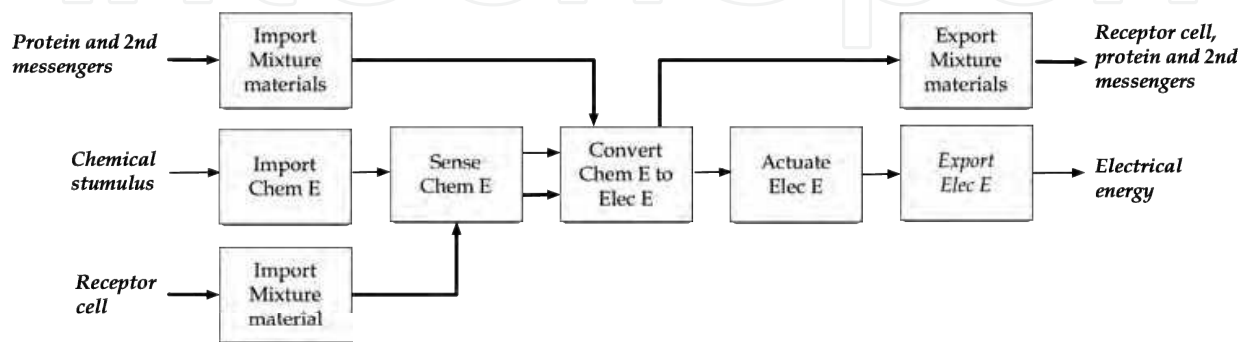 Protein and 2nd
messengers
Import
Mixture
materials
Export
Mixture
materials
Receptor cell,
protein and 2nd
messengers
Chemical
stumulus
Import
Chem E
Sense
Chem E
Convert
Chem E to
Elec E
Actuate
Elec E
Export
Elec E
Electrical
energy
Receptor
cell
Import
Mixture
material